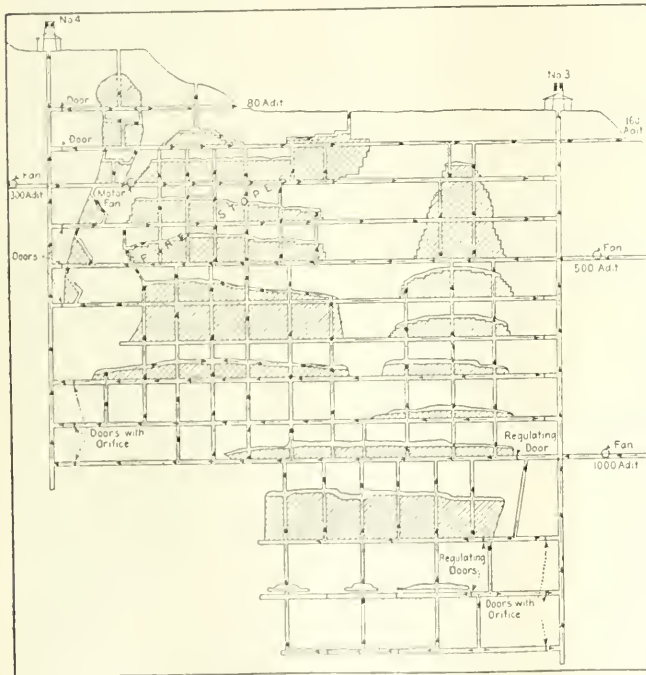 No 4
No 3
Door
80 Adit
160
Adit
Door
Fan
300 Adit
Motor
Fan
FIRE STOPE
Doors
Fan
500 Adit
Doors with
Orifice
Regulating
Door
Fan
1000 Adit
Regulating
Doors
Doors with
Orifice